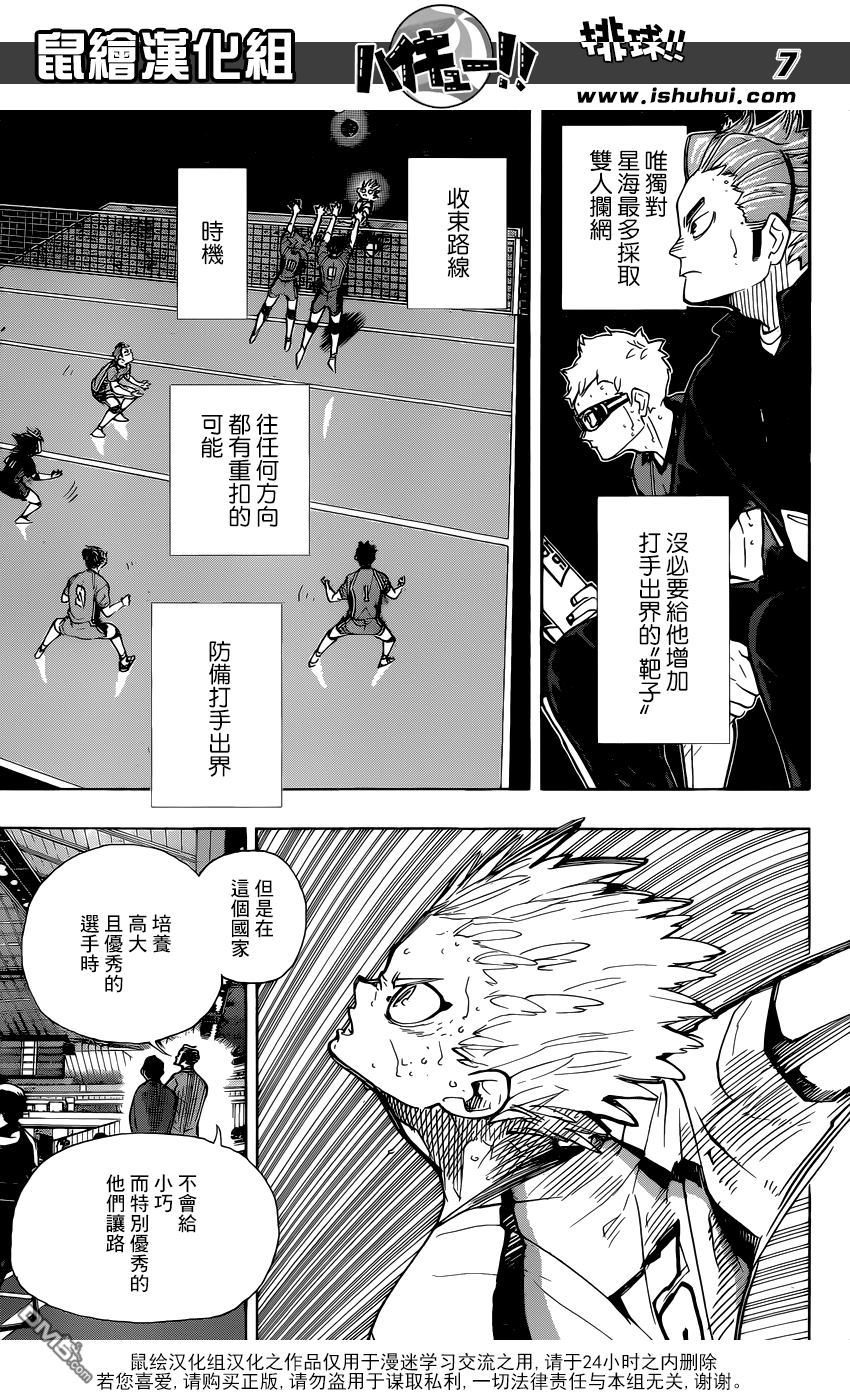 鼠繪漢化組
ハイキュー!!
排球!!
7
www.ishuhui.com
唯獨對
星海最多採取
雙人攔網
沒必要給他增加
打手出界的“靶子”
收束路線
時機
往任何方向
都有重扣的
可能
防備打手出界
但是在
這個國家
培養
高大
且優秀的
選手時
不會給
小巧
而特別優秀的
他們讓路
鼠绘汉化组汉化之作品仅用于漫迷学习交流之用,请于24小时之内删除
若您喜爱,请购买正版,请勿盗用于谋取私利,一切法律责任与本组无关,谢谢。